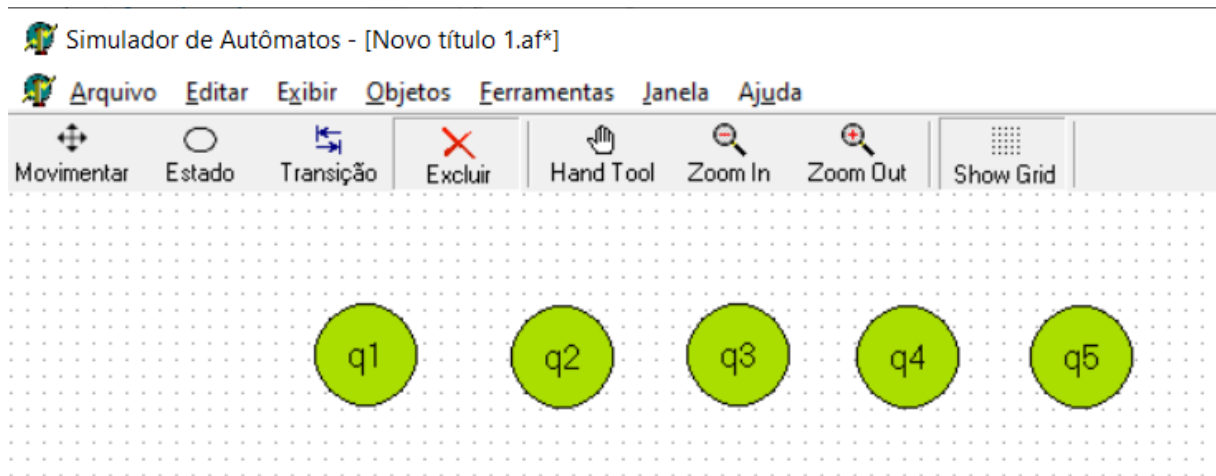 Simulador de Autômatos - [Novo título 1.af*]
Arquivo Editar Exibir Objetos Ferramentas Janela Ajuda
Movimentar Estado Transição Excluir Hand Tool Zoom In Zoom Out Show Grid
q1 q2 q3 q4 q5